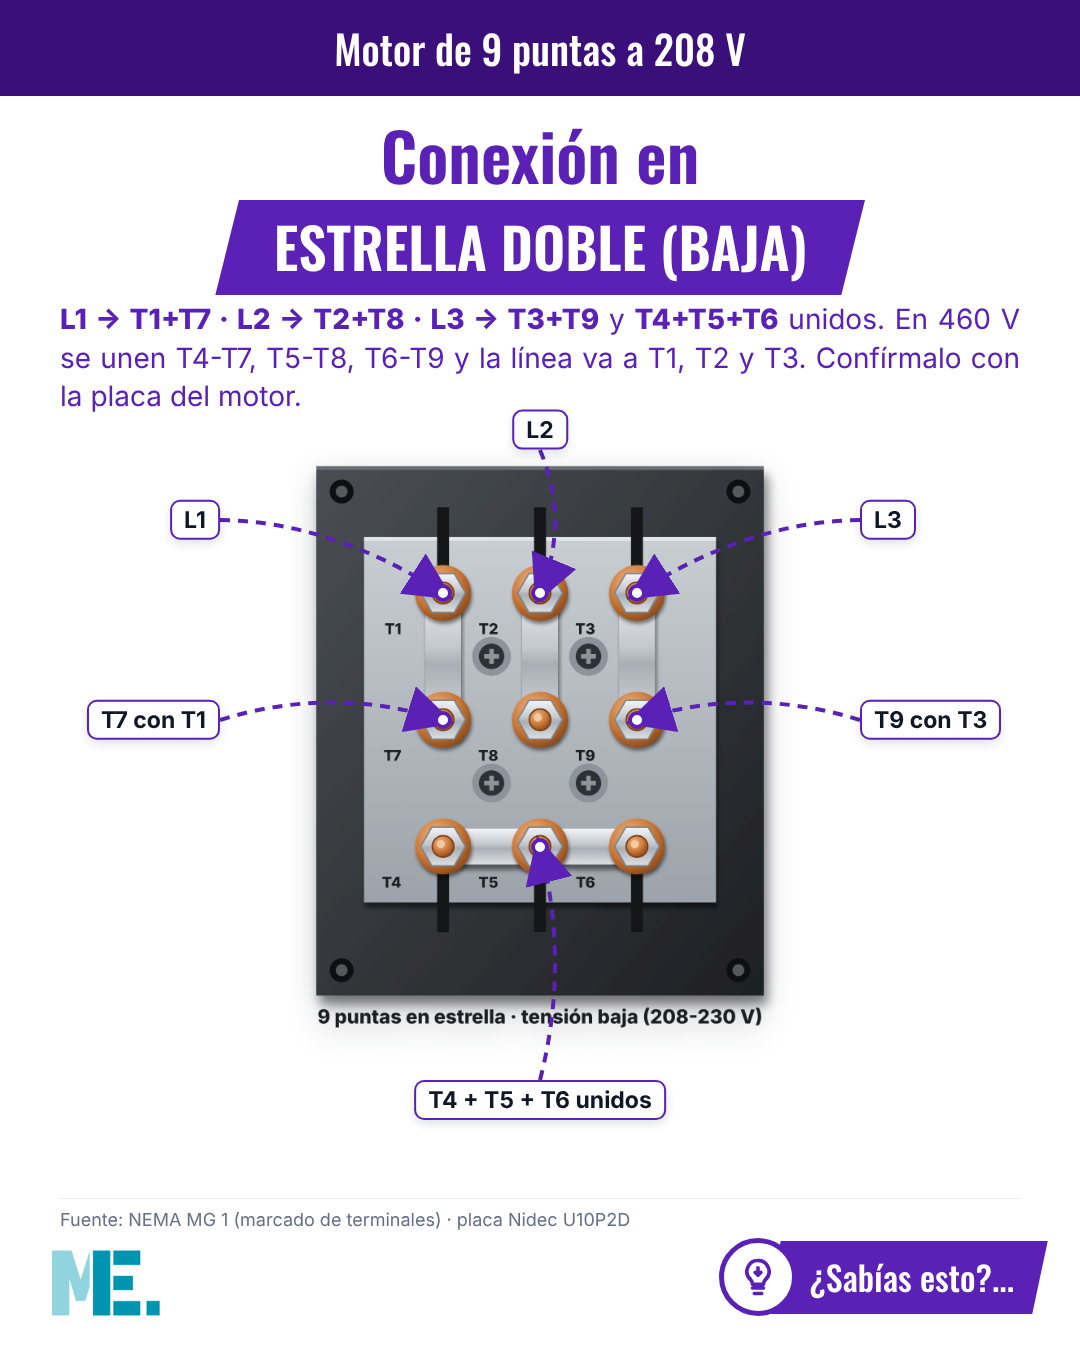 Motor de 9 puntas a 208 V
Conexión en
ESTRELLA DOBLE (BAJA)
L1 → T1+T7 · L2 → T2+T8 · L3 → T3+T9 y T4+T5+T6 unidos. En 460 V
se unen T4-T7, T5-T8, T6-T9 y la línea va a T1, T2 y T3. Confírmalo con
la placa del motor.
L2
L1
L3
T1
T2
T3
T7 con T1
T9 con T3
T7
T8
T9
T4
T5
T6
9 puntas en estrella · tensión baja (208-230 V)
T4 + T5 + T6 unidos
Fuente: NEMA MG 1 (marcado de terminales) · placa Nidec U10P2D
ME.
¿Sabías esto?...